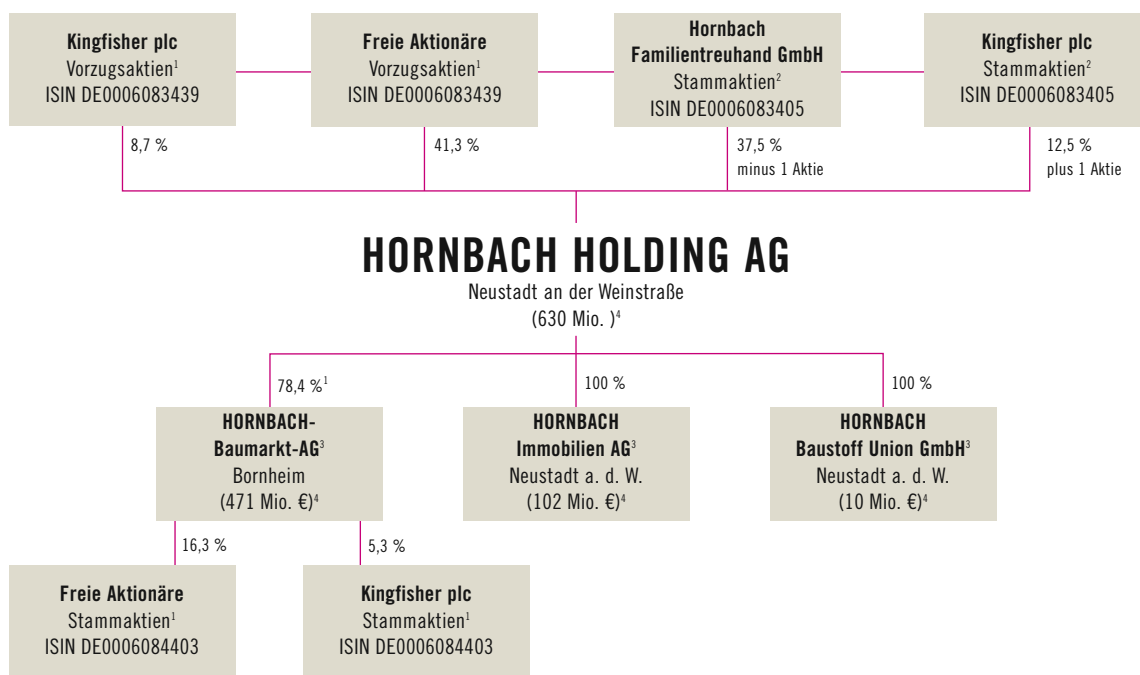 Kingfisher plc
Vorzugsaktien¹
ISIN DE0006083439
Freie Aktionäre
Vorzugsaktien¹
ISIN DE0006083439
Hornbach
Familientreuhand GmbH
Stammaktien²
ISIN DE0006083405
Kingfisher plc
Stammaktien²
ISIN DE0006083405
8,7 %
41,3 %
37,5 %
minus 1 Aktie
12,5 %
plus 1 Aktie
HORNBACH HOLDING AG
Neustadt an der Weinstraße
(630 Mio. )⁴
78,4 %¹
100 %
100 %
HORNBACH-
Baumarkt-AG³
Bornheim
(471 Mio. €)⁴
HORNBACH
Immobilien AG³
Neustadt a. d. W.
(102 Mio. €)⁴
HORNBACH
Baustoff Union GmbH³
Neustadt a. d. W.
(10 Mio. €)⁴
16,3 %
5,3 %
Freie Aktionäre
Stammaktien¹
ISIN DE0006084403
Kingfisher plc
Stammaktien¹
ISIN DE0006084403